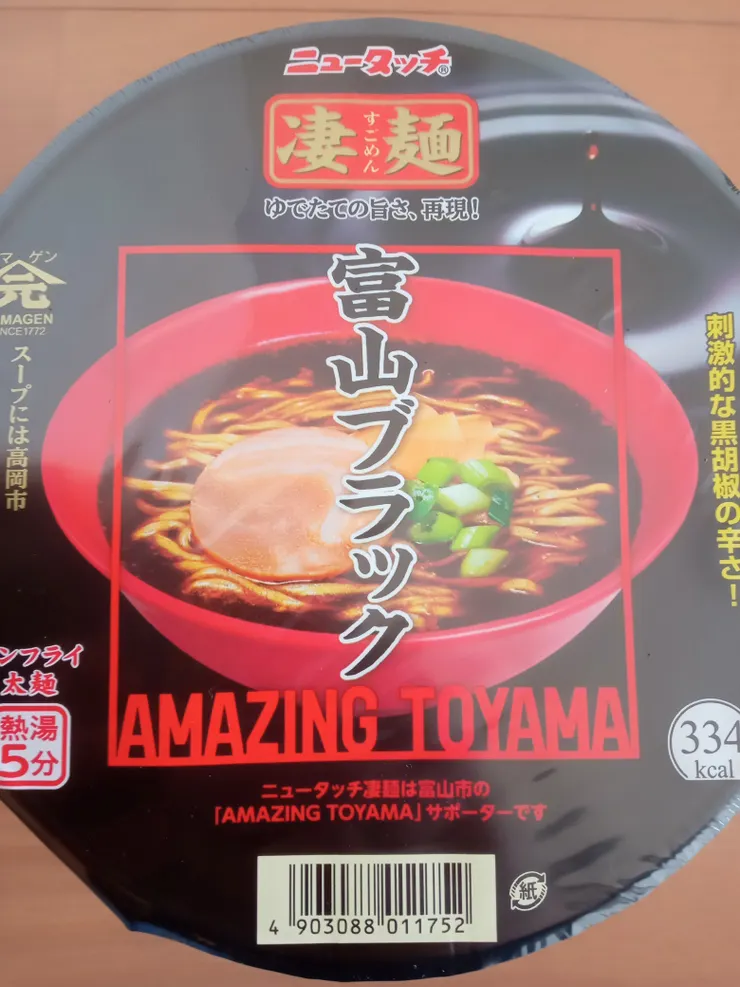 ニュータッチ®
凄麺
すごめん
ゆでたての旨さ、再現!
富山ブラック
マ ゲン
元
MAGEN
NCE1772
スープには高岡市
刺激的な黒胡椒の辛さ!
ンフライ
太麺
熱湯
5分
AMAZING TOYAMA
334
kcal
ニュータッチ凄麺は富山市の
「AMAZING TOYAMA」サポーターです
4 903088 011752
紙